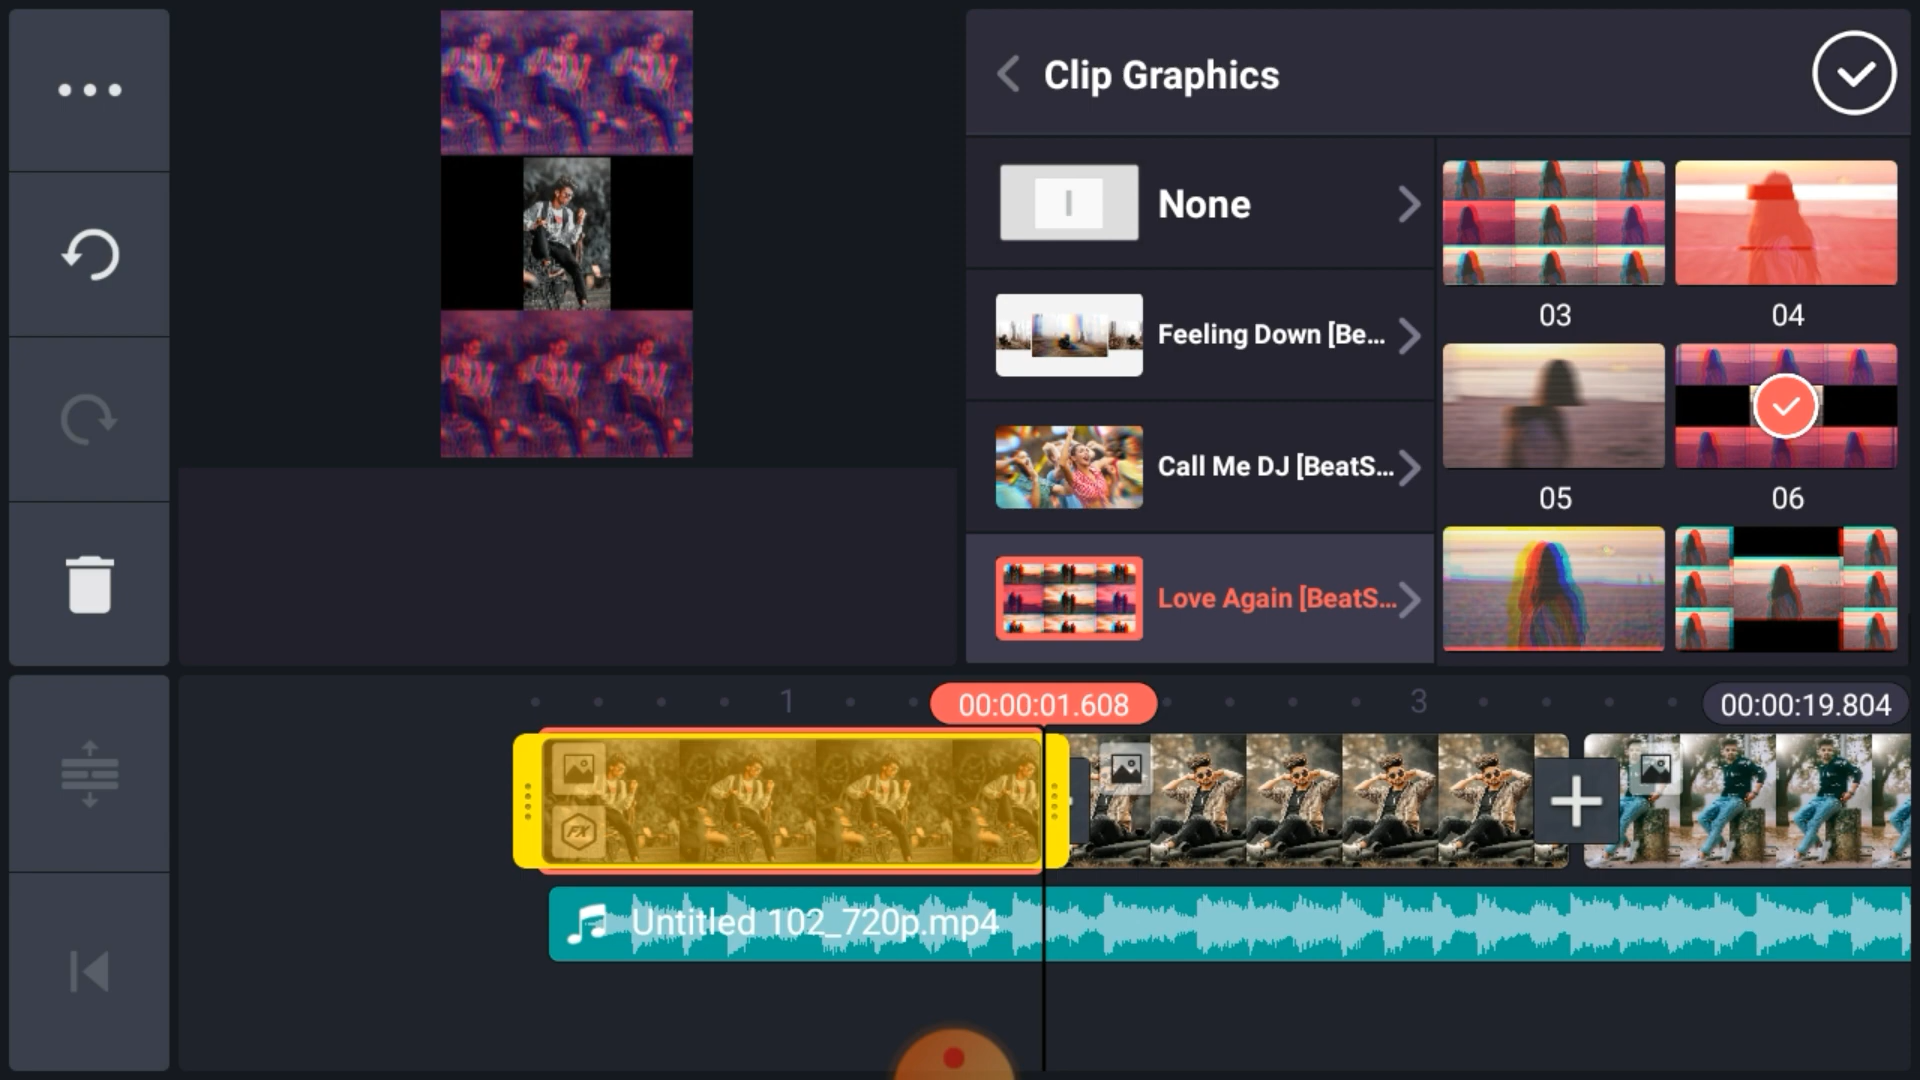 Clip Graphics
None
Feeling Down [Be...
Call Me DJ [BeatS...
Love Again [BeatS...
03
04
05
06
1
00:00:01.608
3
00:00:19.804
FX
Untitled 102_720p.mp4